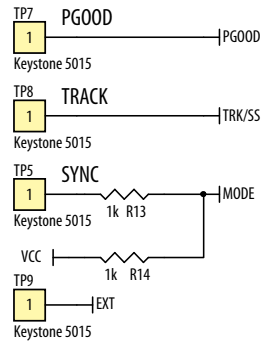 TP7 PGOOD
1 PGOOD
Keystone 5015
TP8 TRACK
1 TRK/SS
Keystone 5015
TP5 SYNC
1 MODE
1k R13
Keystone 5015
VCC
1k R14
TP9
1 EXT
Keystone 5015